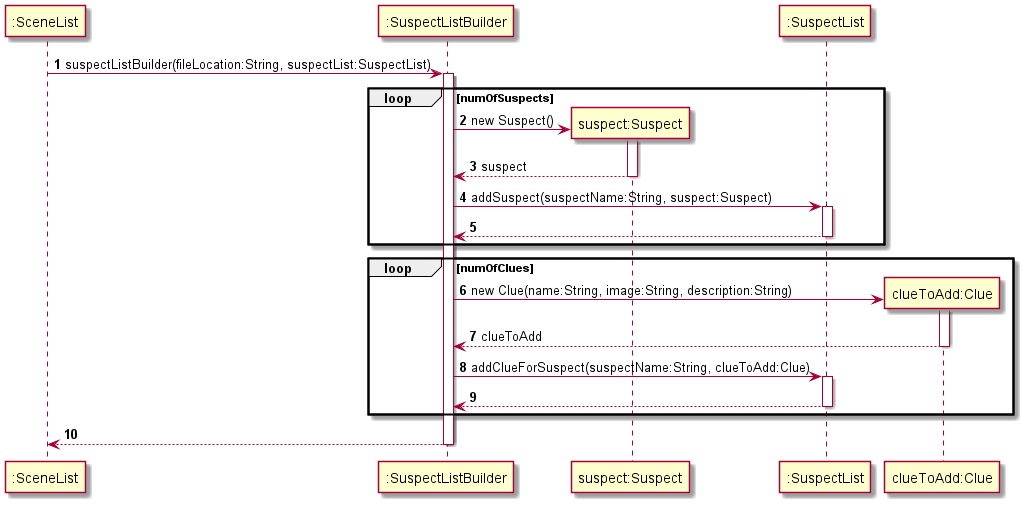 :SceneList
:SuspectListBuilder
:SuspectList
1 suspectListBuilder(fileLocation:String, suspectList:SuspectList)
loop [numOfSuspects]
2 new Suspect()
suspect:Suspect
3 suspect
4 addSuspect(suspectName:String, suspect:Suspect)
5
loop [numOfClues]
6 new Clue(name:String, image:String, description:String)
clueToAdd:Clue
7 clueToAdd
8 addClueForSuspect(suspectName:String, clueToAdd:Clue)
9
10
:SceneList
:SuspectListBuilder
suspect:Suspect
:SuspectList
clueToAdd:Clue